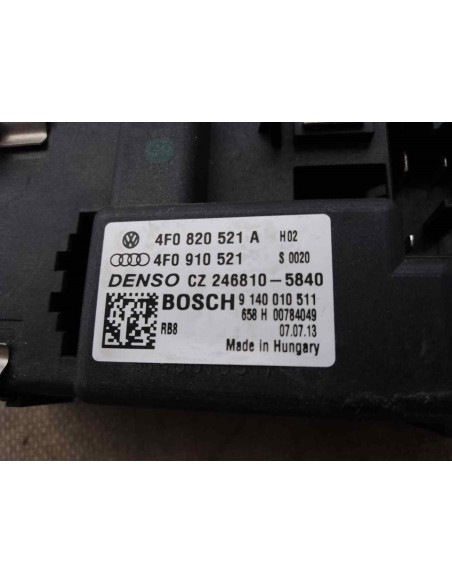 4F0 820 521 A H02
4F0 910 521 S 0020
DENSO CZ 246810-5840
BOSCH 9 140 010 511
658 H 00784049
RB8 07.07.13
Made in Hungary